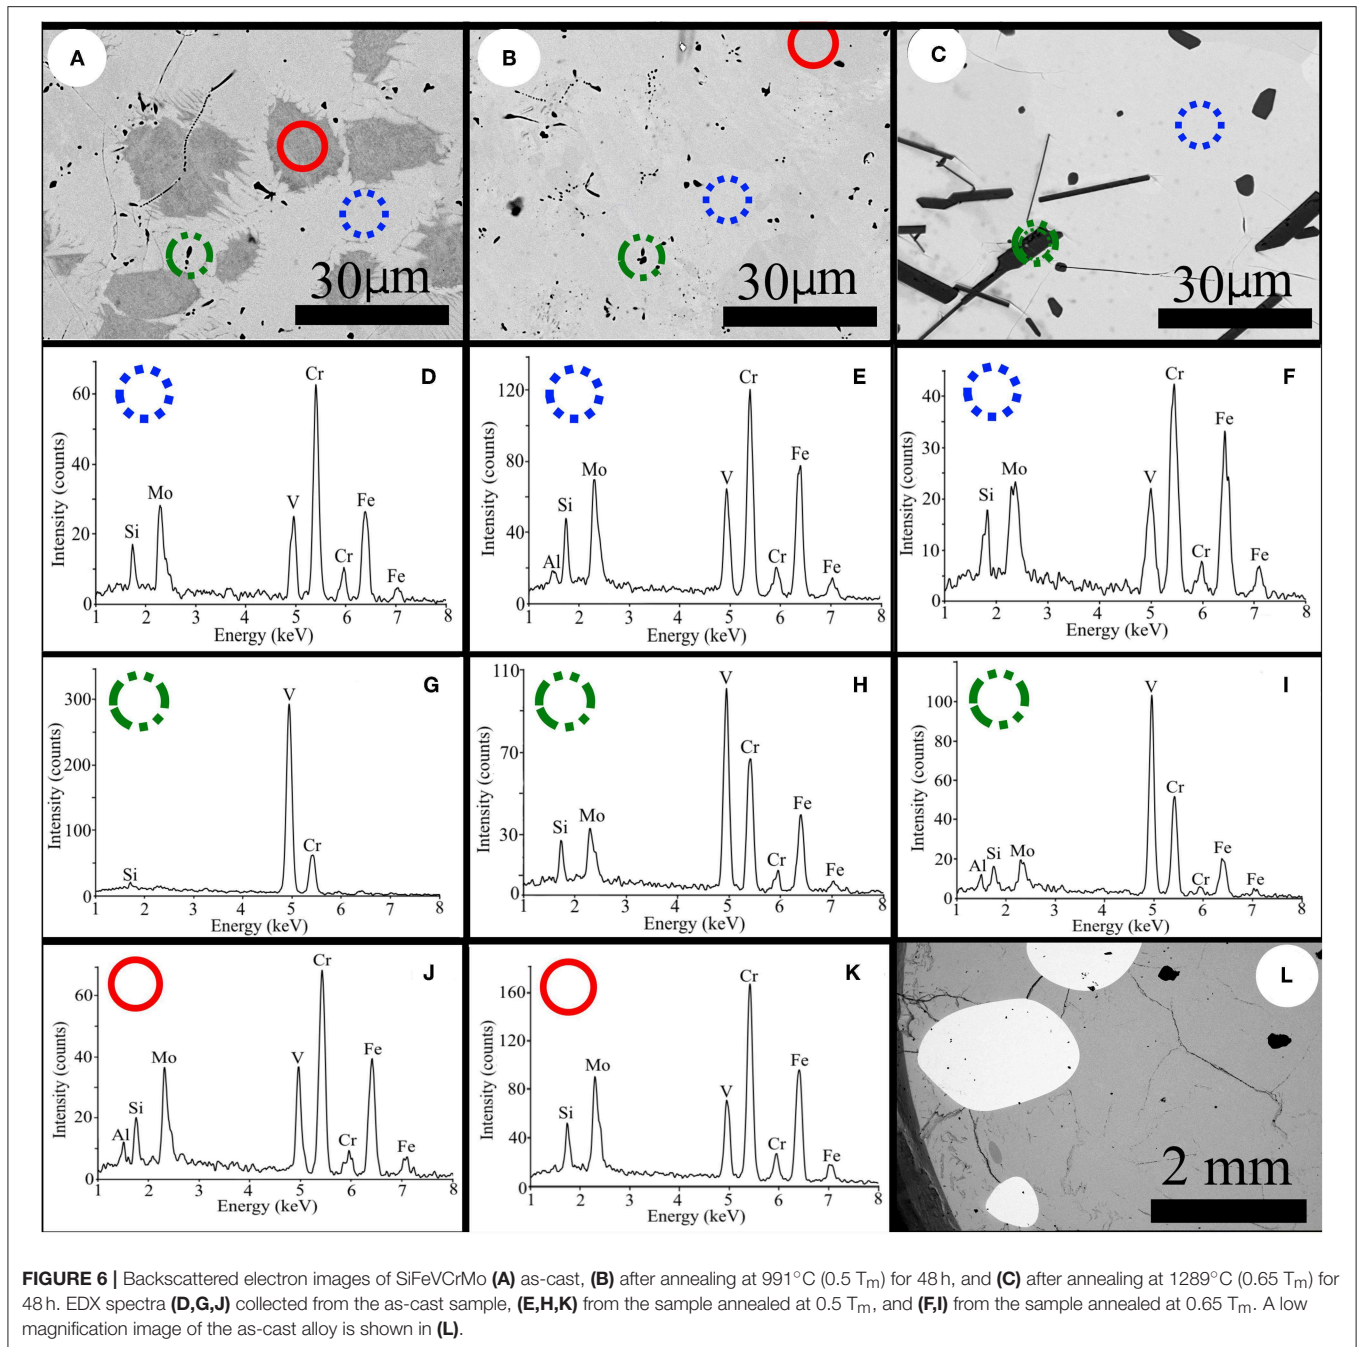 A
B
C
30µm
30µm
30µm
D
Intensity (counts)
60
40
20
0
Si
Mo
V
Cr
Cr
Fe
Fe
1 2 3 4 5 6 7 8
Energy (keV)
E
Intensity (counts)
120
80
40
0
Al
Si
Mo
V
Cr
Cr
Fe
Fe
1 2 3 4 5 6 7 8
Energy (keV)
F
Intensity (counts)
40
30
20
10
0
Si
Mo
V
Cr
Cr
Fe
Fe
1 2 3 4 5 6 7 8
Energy (keV)
G
Intensity (counts)
300
200
100
0
Si
V
Cr
1 2 3 4 5 6 7 8
Energy (keV)
H
Intensity (counts)
110
70
30
0
Si
Mo
V
Cr
Cr
Fe
Fe
1 2 3 4 5 6 7 8
Energy (keV)
I
Intensity (counts)
100
80
60
40
20
0
Al
Si
Mo
V
Cr
Cr
Fe
Fe
1 2 3 4 5 6 7 8
Energy (keV)
J
Intensity (counts)
60
40
20
0
Al
Si
Mo
V
Cr
Cr
Fe
Fe
1 2 3 4 5 6 7 8
Energy (keV)
K
Intensity (counts)
160
120
80
40
0
Si
Mo
V
Cr
Cr
Fe
Fe
1 2 3 4 5 6 7 8
Energy (keV)
L
2 mm
FIGURE 6 | Backscattered electron images of SiFeVCrMo (A) as-cast, (B) after annealing at 991°C (0.5 Tm) for 48 h, and (C) after annealing at 1289°C (0.65 Tm) for
48 h. EDX spectra (D,G,J) collected from the as-cast sample, (E,H,K) from the sample annealed at 0.5 Tm, and (F,I) from the sample annealed at 0.65 Tm. A low
magnification image of the as-cast alloy is shown in (L).